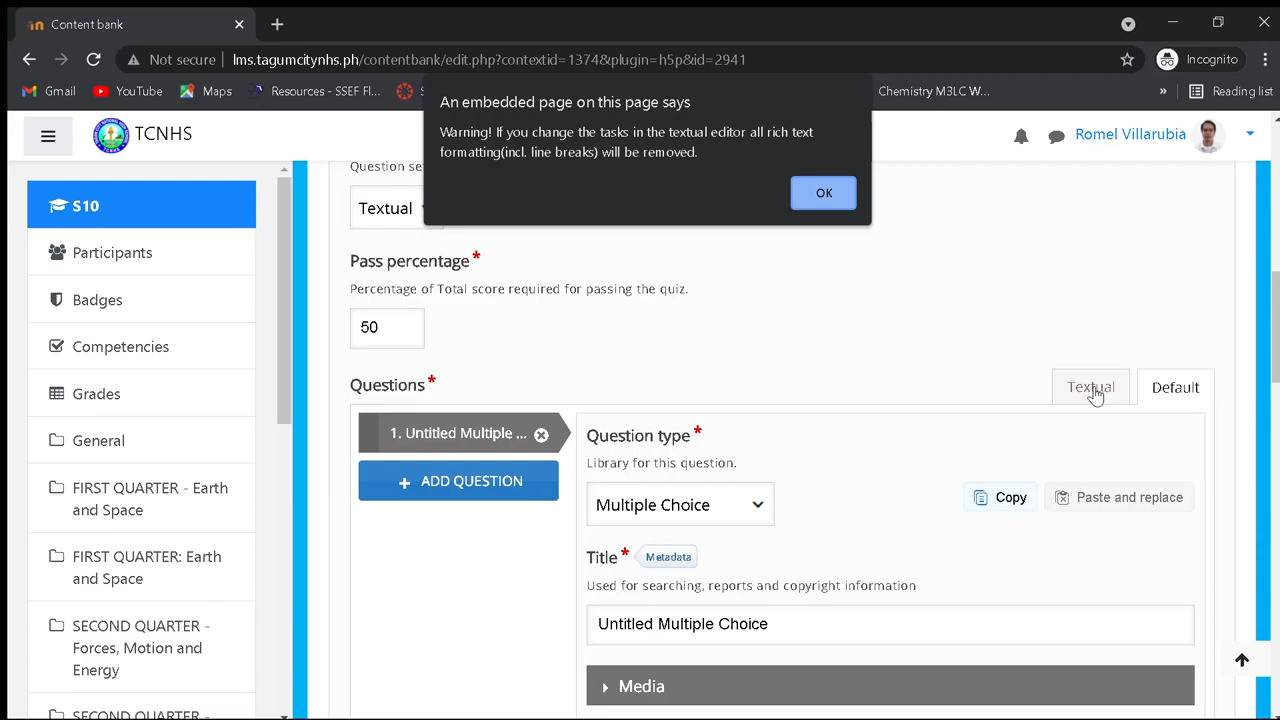 Content bank
Not secure
lms.tagumcitynhs.ph/contentbank/edit.php?contextid=1374&plugin=h5p&id=2941
Incognito
Gmail
YouTube
Maps
Resources - SSEF Fl...
Chemistry M3LC W...
»
Reading list
An embedded page on this page says
Warning! If you change the tasks in the textual editor all rich text
formatting(incl. line breaks) will be removed.
OK
TCNHS
Romel Villarubia
S10
Participants
Badges
Competencies
Grades
General
FIRST QUARTER - Earth
and Space
FIRST QUARTER: Earth
and Space
SECOND QUARTER -
Forces, Motion and
Energy
SECOND QUARTER -
Question se
Textual
Pass percentage*
Percentage of Total score required for passing the quiz.
50
Questions*
Textual
Default
1. Untitled Multiple ...
+ ADD QUESTION
Question type*
Library for this question.
Multiple Choice
Copy
Paste and replace
Title*
Metadata
Used for searching, reports and copyright information
Untitled Multiple Choice
Media